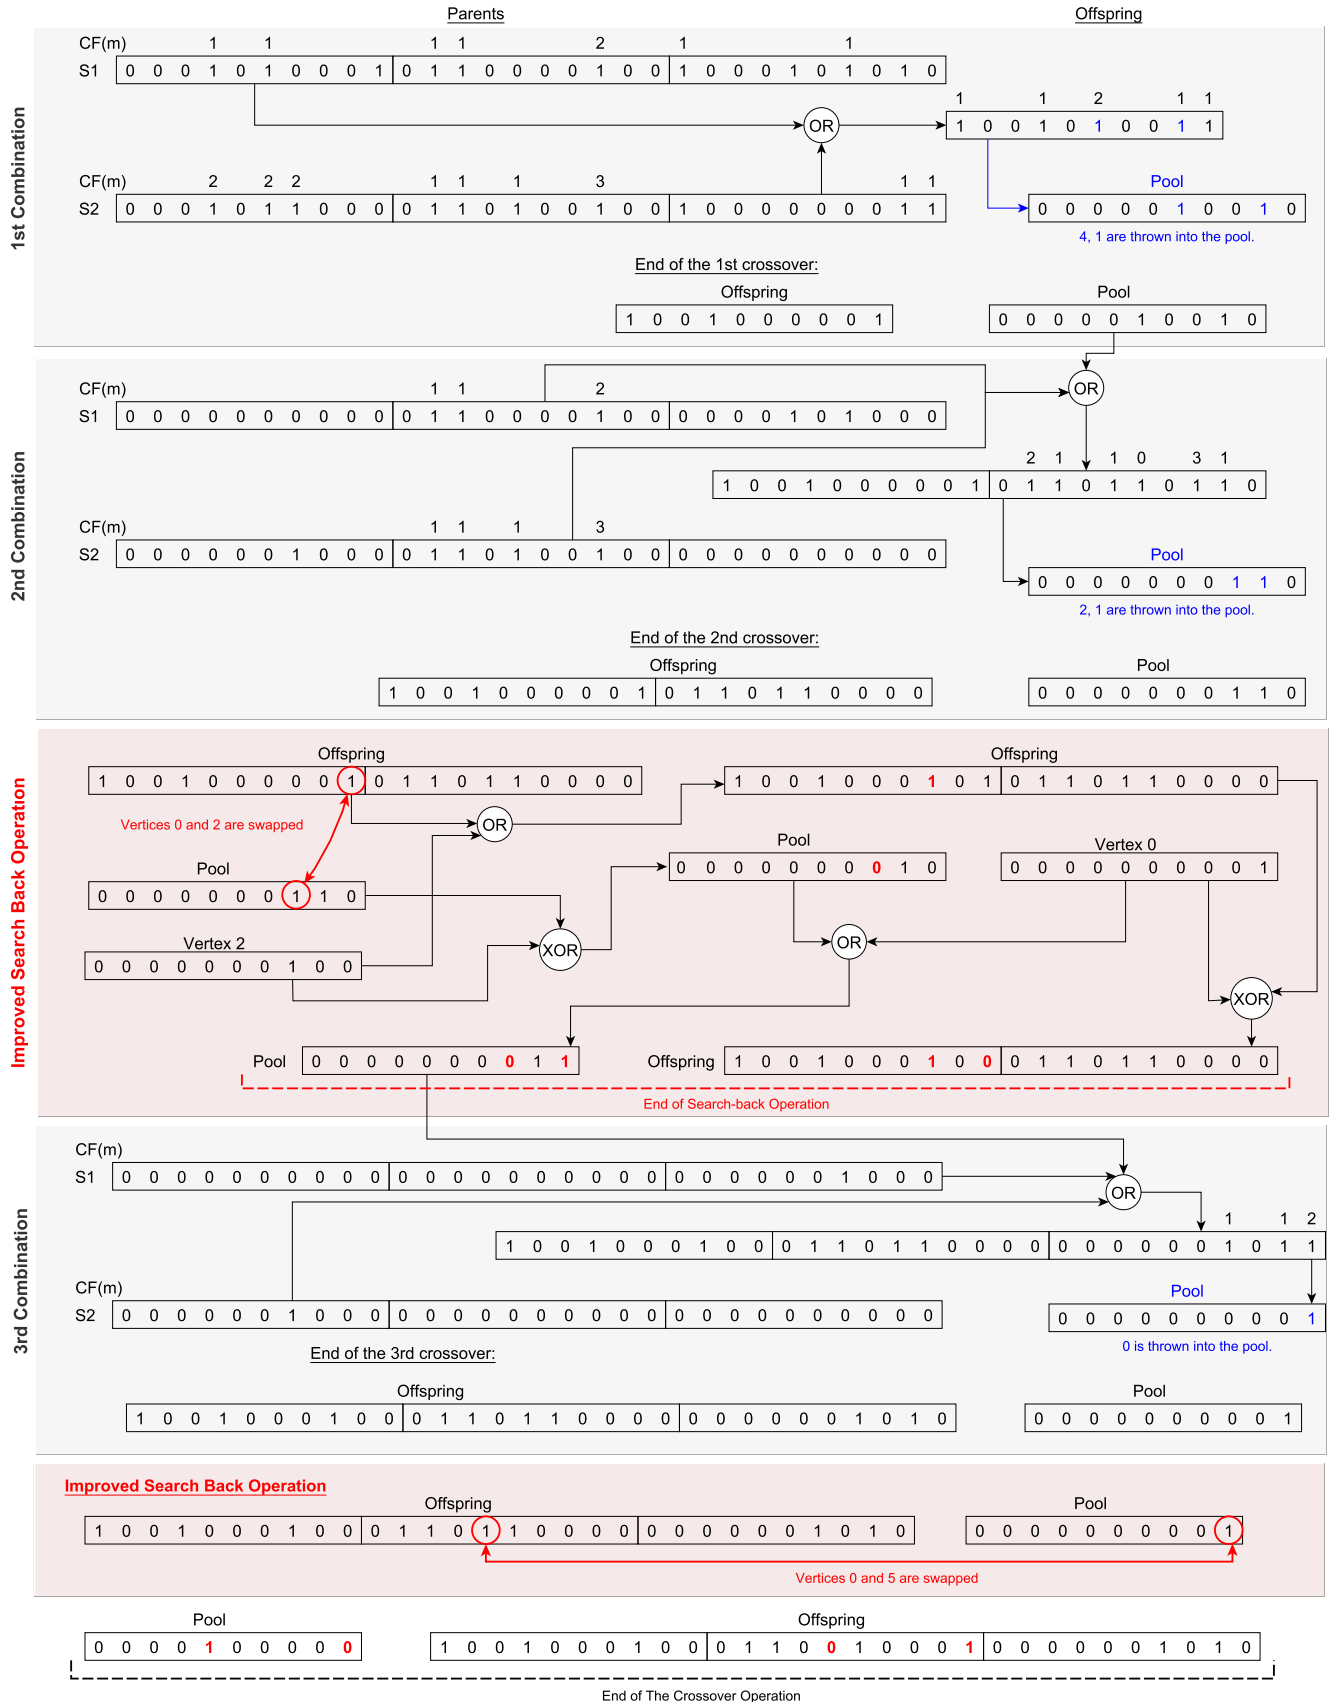 Parents Offspring
1st Combination
CF(m) 1 1 1 1 2 1 1
S1 0 0 0 1 0 1 0 0 0 1 0 1 1 0 0 0 0 1 0 0 1 0 0 0 1 0 1 0 1 0
1 1 2 1 1
OR 1 0 0 1 0 1 0 0 1 1
CF(m) 2 2 2 1 1 1 3 1 1 Pool
S2 0 0 0 1 0 1 1 0 0 0 0 1 1 0 1 0 0 1 0 0 1 0 0 0 0 0 0 0 1 1 0 0 0 0 0 1 0 0 1 0
4, 1 are thrown into the pool.
End of the 1st crossover:
Offspring Pool
1 0 0 1 0 0 0 0 0 1 0 0 0 0 0 1 0 0 1 0
2nd Combination
CF(m) 1 1 2 OR
S1 0 0 0 0 0 0 0 0 0 0 0 1 1 0 0 0 0 1 0 0 0 0 0 0 1 0 1 0 0 0
2 1 1 0 3 1
1 0 0 1 0 0 0 0 0 1 0 1 1 0 1 1 0 1 1 0
CF(m) 1 1 1 3
S2 0 0 0 0 0 0 1 0 0 0 0 1 1 0 1 0 0 1 0 0 0 0 0 0 0 0 0 0 0 0 Pool
0 0 0 0 0 0 0 1 1 0
2, 1 are thrown into the pool.
End of the 2nd crossover:
Offspring Pool
1 0 0 1 0 0 0 0 0 1 0 1 1 0 1 1 0 0 0 0 0 0 0 0 0 0 0 1 1 0
Improved Search Back Operation
Offspring Offspring
1 0 0 1 0 0 0 0 0 1 0 1 1 0 1 1 0 0 0 0 1 0 0 1 0 0 0 1 0 1 0 1 1 0 1 1 0 0 0 0
Vertices 0 and 2 are swapped OR
Pool Vertex 0
Pool 0 0 0 0 0 0 0 0 1 0 0 0 0 0 0 0 0 0 0 1
0 0 0 0 0 0 0 1 1 0
Vertex 2 XOR OR
0 0 0 0 0 0 0 1 0 0
XOR
Pool 0 0 0 0 0 0 0 0 1 1 Offspring 1 0 0 1 0 0 0 1 0 0 0 1 1 0 1 1 0 0 0 0
End of Search-back Operation
3rd Combination
CF(m)
S1 0 0 0 0 0 0 0 0 0 0 0 0 0 0 0 0 0 0 0 0 0 0 0 0 0 0 1 0 0 0
OR
1 1 2
1 0 0 1 0 0 0 1 0 0 0 1 1 0 1 1 0 0 0 0 0 0 0 0 0 0 1 0 1 1
CF(m) Pool
S2 0 0 0 0 0 0 1 0 0 0 0 0 0 0 0 0 0 0 0 0 0 0 0 0 0 0 0 0 0 0 0 0 0 0 0 0 0 0 0 1
0 is thrown into the pool.
End of the 3rd crossover:
Offspring Pool
1 0 0 1 0 0 0 1 0 0 0 1 1 0 1 1 0 0 0 0 0 0 0 0 0 0 1 0 1 0 0 0 0 0 0 0 0 0 0 1
Improved Search Back Operation
Offspring Pool
1 0 0 1 0 0 0 1 0 0 0 1 1 0 1 1 0 0 0 0 0 0 0 0 0 0 1 0 1 0 0 0 0 0 0 0 0 0 0 1
Vertices 0 and 5 are swapped
Pool Offspring
0 0 0 0 1 0 0 0 0 0 1 0 0 1 0 0 0 1 0 0 0 1 1 0 0 1 0 0 0 1 0 0 0 0 0 0 1 0 1 0
End of The Crossover Operation